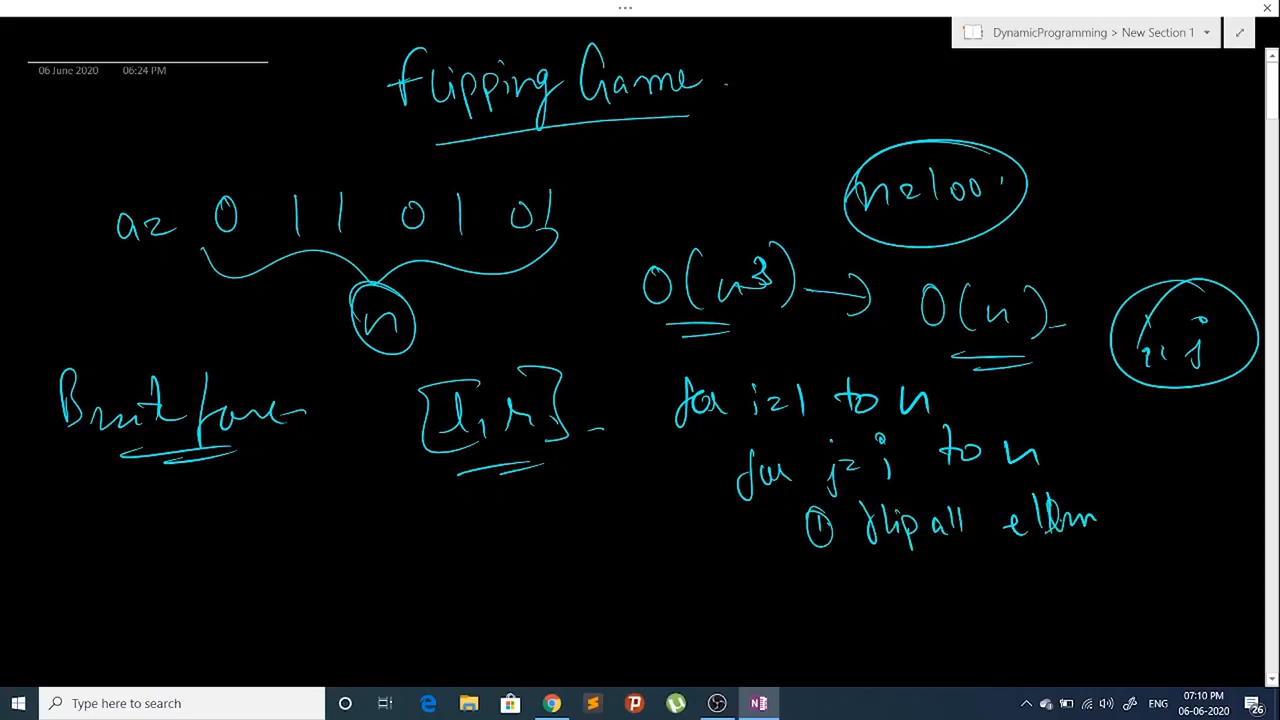 DynamicProgramming > New Section 1
06 June 2020 06:24 PM
Flipping Game
a= 0 1 1 0 1 0 1
n=100
O(n³) → O(n)
n
i, j
Brute force
[l, r]
for i=1 to n
for j=i to n
① flip all elem
Type here to search
ENG
07:10 PM
06-06-2020
26